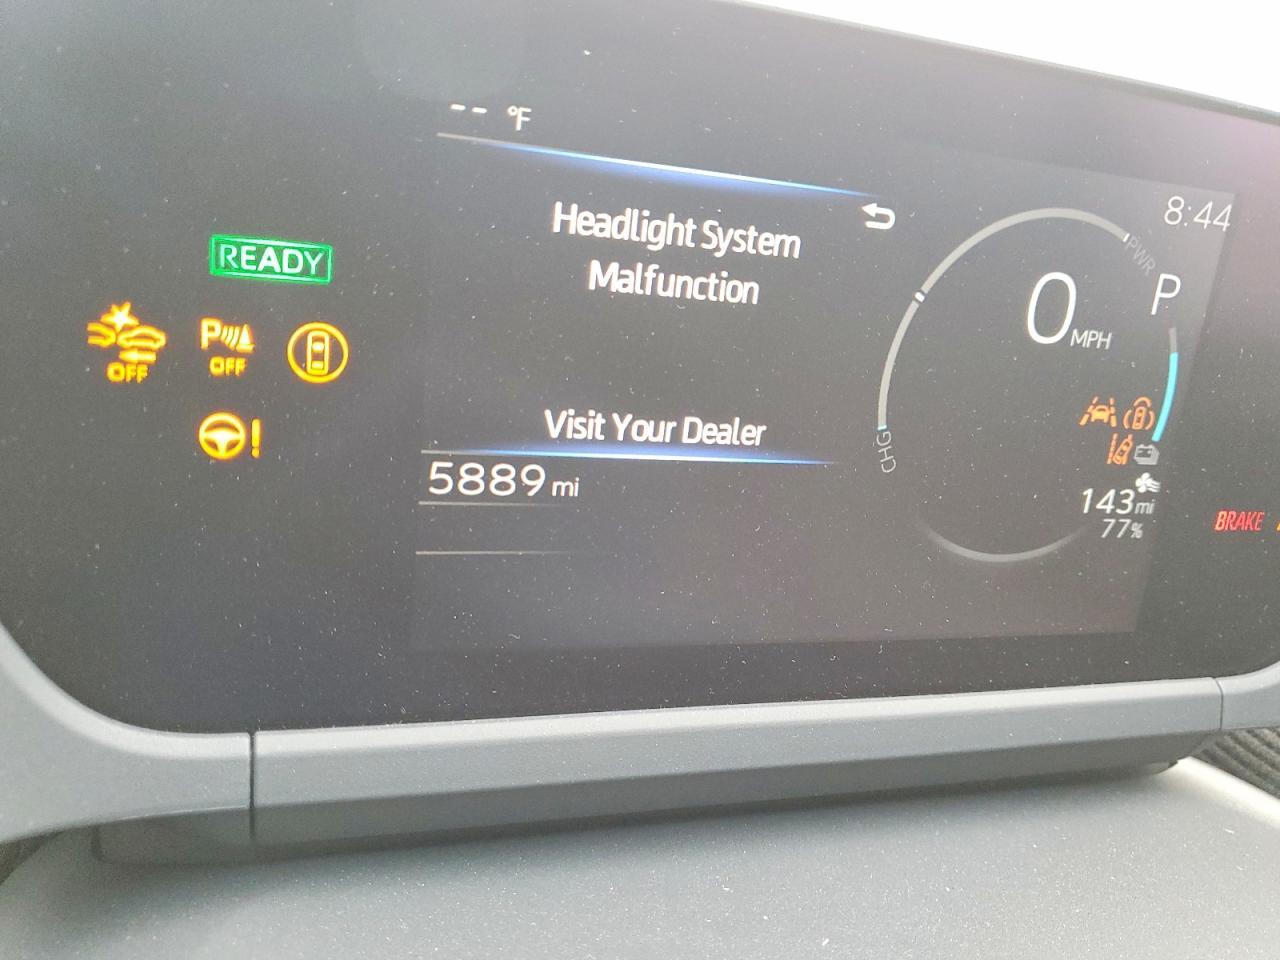 -- °F
8:44
READY
Headlight System
Malfunction
PWR
0 MPH
P
P OFF
OFF
!
Visit Your Dealer
CHG
5889 mi
143 mi
77%
BRAKE